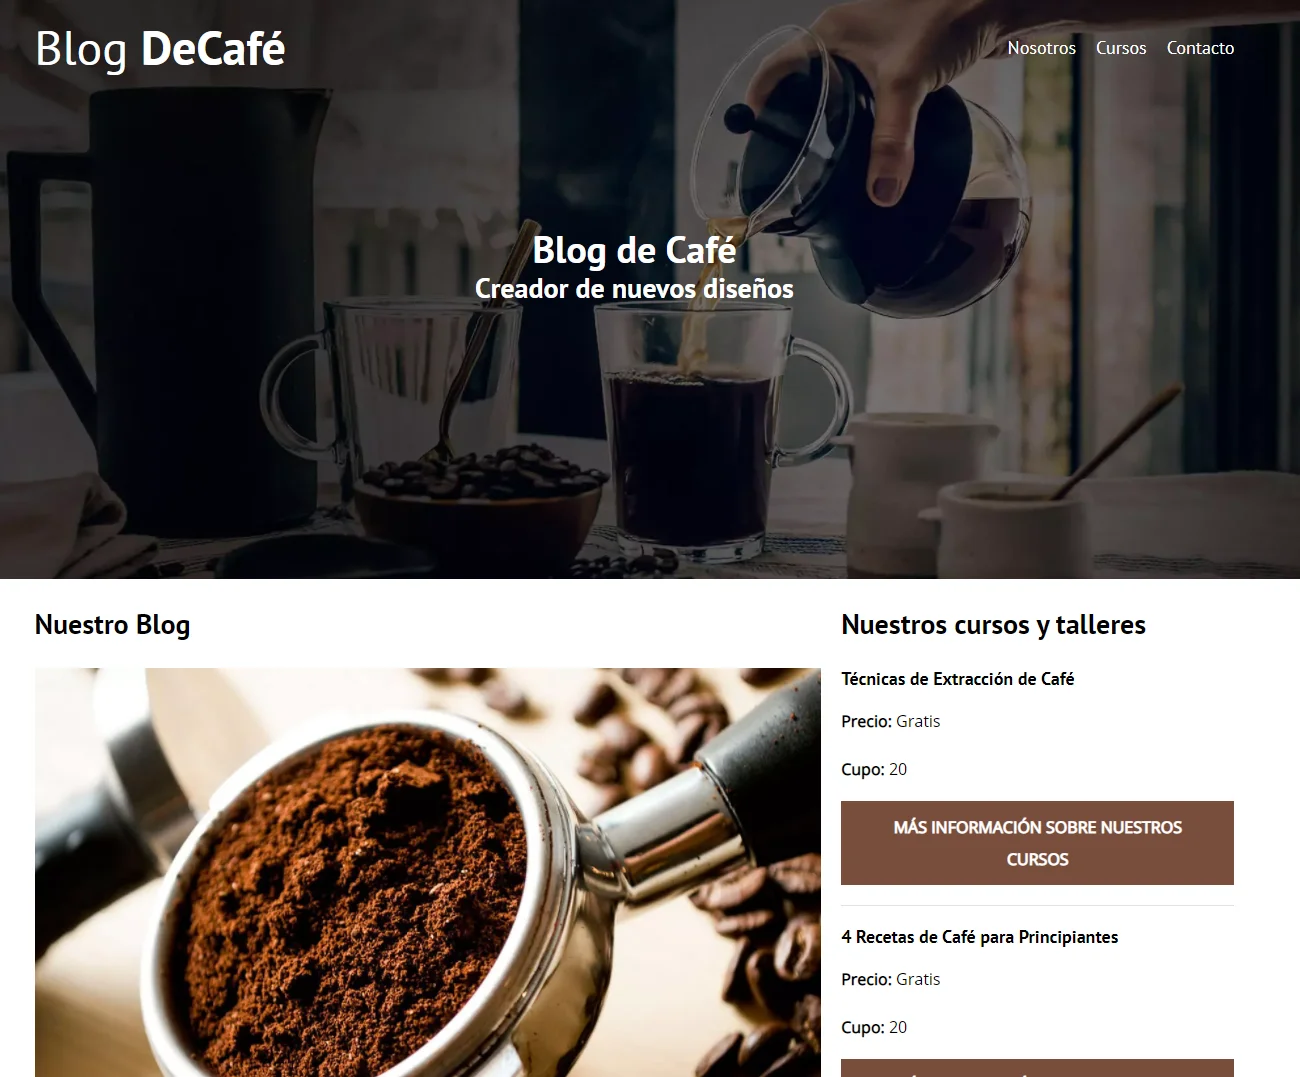 Blog DeCafé
Nosotros Cursos Contacto
Blog de Café
Creador de nuevos diseños
Nuestro Blog
Nuestros cursos y talleres
Técnicas de Extracción de Café
Precio: Gratis
Cupo: 20
MÁS INFORMACIÓN SOBRE NUESTROS
CURSOS
4 Recetas de Café para Principiantes
Precio: Gratis
Cupo: 20